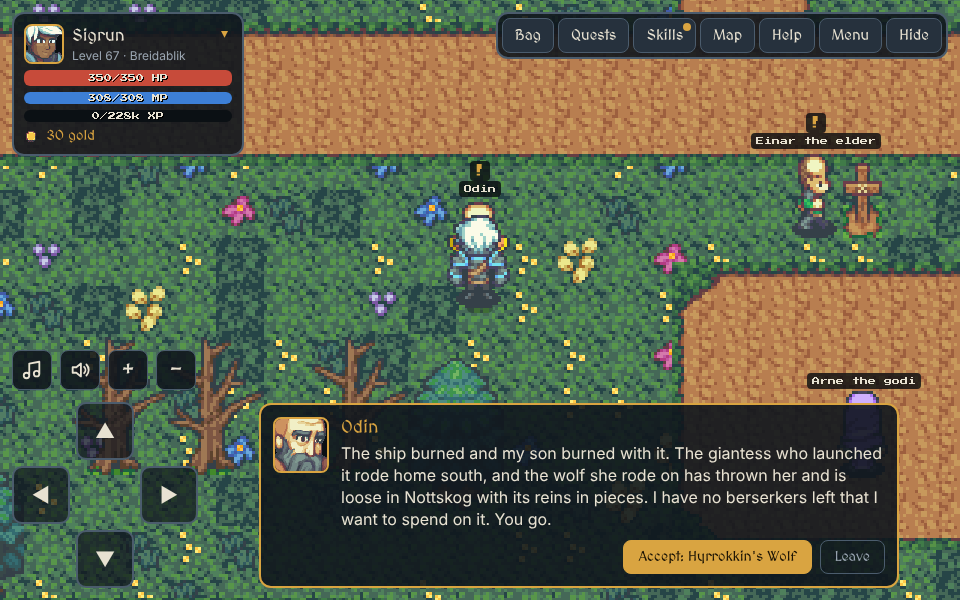 Sigrun
Level 67 · Breidablik
350/350 HP
308/308 MP
0/228k XP
30 gold
Bag
Quests
Skills
Map
Help
Menu
Hide
!
Einar the elder
!
Odin
Arne the godi
+
-
Odin
The ship burned and my son burned with it. The giantess who launched
it rode home south, and the wolf she rode on has thrown her and is
loose in Nottskog with its reins in pieces. I have no berserkers left that I
want to spend on it. You go.
Accept: Hyrrokkin's Wolf
Leave